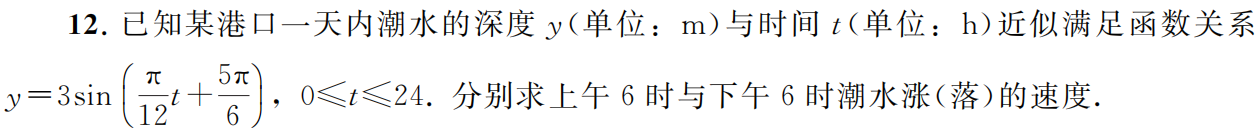 12. 已知某港口一天内潮水的深度 y(单位：m)与时间 t(单位：h)近似满足函数关系
y=3sin(π/12 t+5π/6)，0⩽t⩽24. 分别求上午 6 时与下午 6 时潮水涨(落)的速度.